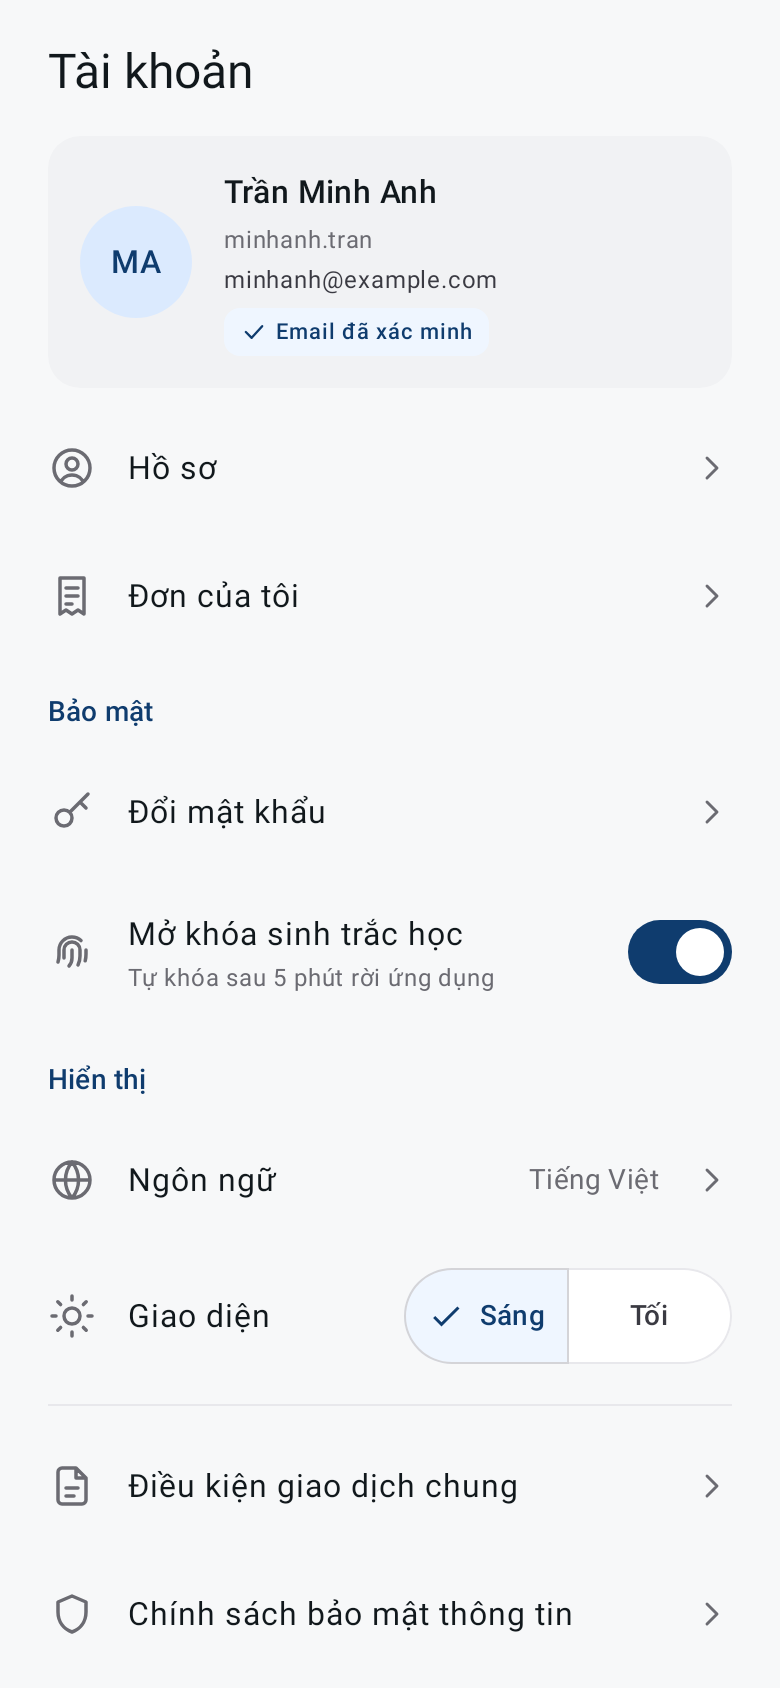 Tài khoản
MA
Trần Minh Anh
minhanh.tran
minhanh@example.com
Email đã xác minh
Hồ sơ
Đơn của tôi
Bảo mật
Đổi mật khẩu
Mở khóa sinh trắc học
Tự khóa sau 5 phút rời ứng dụng
Hiển thị
Ngôn ngữ Tiếng Việt
Giao diện Sáng Tối
Điều kiện giao dịch chung
Chính sách bảo mật thông tin